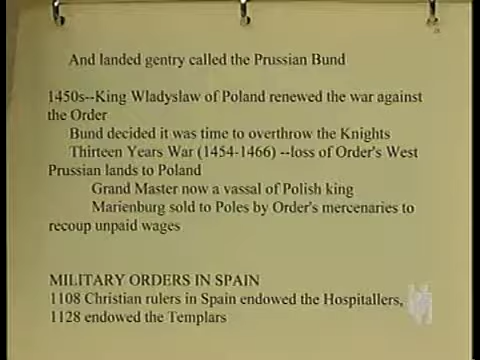 And landed gentry called the Prussian Bund
1450s--King Wladyslaw of Poland renewed the war against
the Order
Bund decided it was time to overthrow the Knights
Thirteen Years War (1454-1466) --loss of Order's West
Prussian lands to Poland
Grand Master now a vassal of Polish king
Marienburg sold to Poles by Order's mercenaries to
recoup unpaid wages
MILITARY ORDERS IN SPAIN
1108 Christian rulers in Spain endowed the Hospitallers,
1128 endowed the Templars